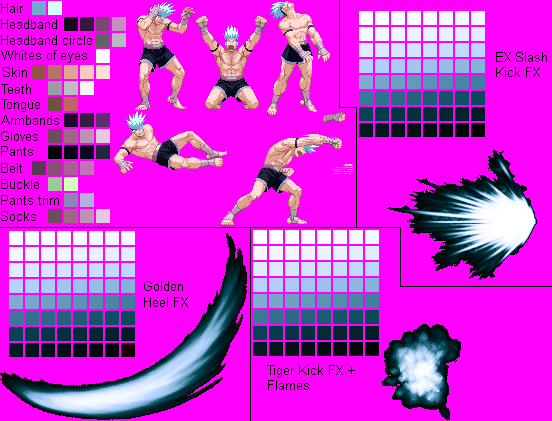 Hair
Headband
Headband circle
Whites of eyes
Skin
Teeth
Tongue
Armbands
Gloves
Pants
Belt
Buckle
Pants trim
Socks
EX Slash
Kick FX
Golden
Heel FX
Tiger Kick FX +
Flames